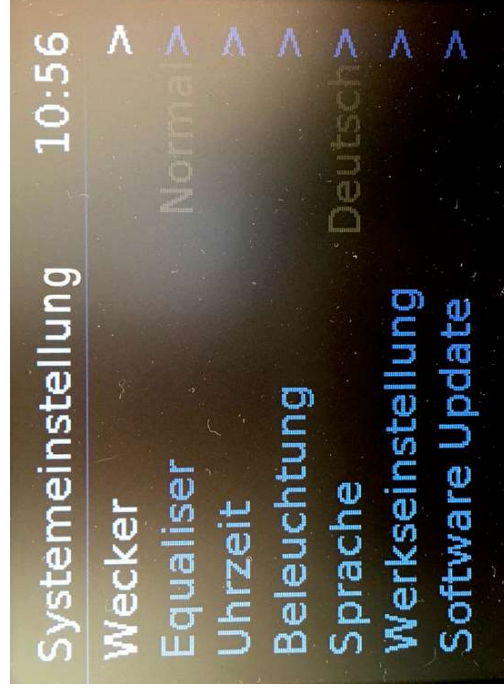 Systemeinstellung 10:56
Wecker >
Equaliser Normal >
Uhrzeit >
Beleuchtung >
Sprache Deutsch >
Werkseinstellung >
Software Update >